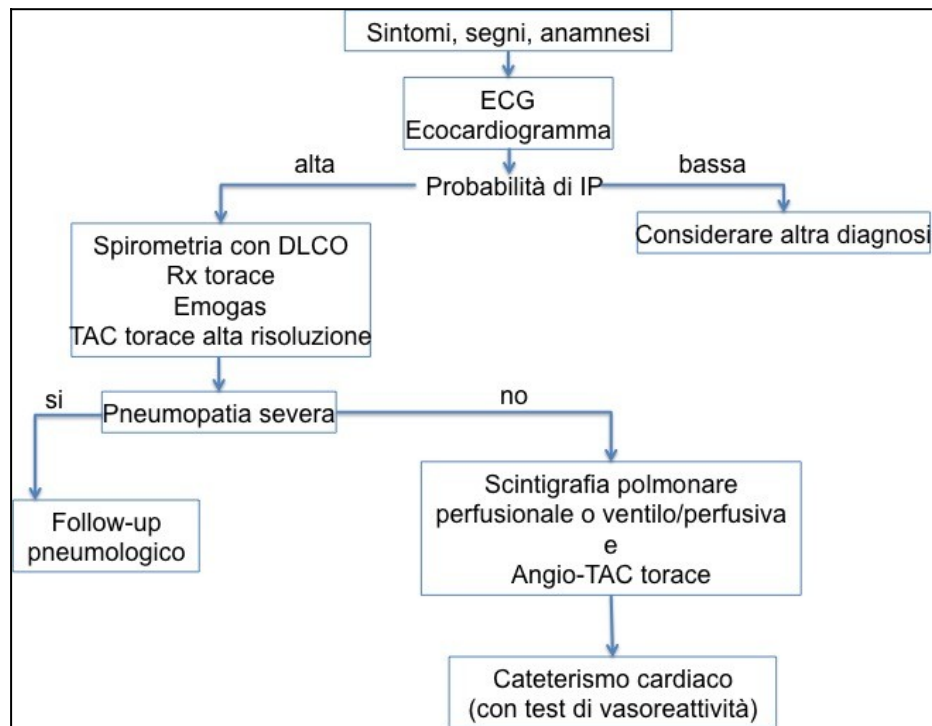 Sintomi, segni, anamnesi
ECG
Ecocardiogramma
alta
Probabilità di IP
bassa
Spirometria con DLCO
Rx torace
Emogas
TAC torace alta risoluzione
Considerare altra diagnosi
si
Pneumopatia severa
no
Follow-up
pneumologico
Scintigrafia polmonare
perfusionale o ventilo/perfusiva
e
Angio-TAC torace
Cateterismo cardiaco
(con test di vasoreattività)